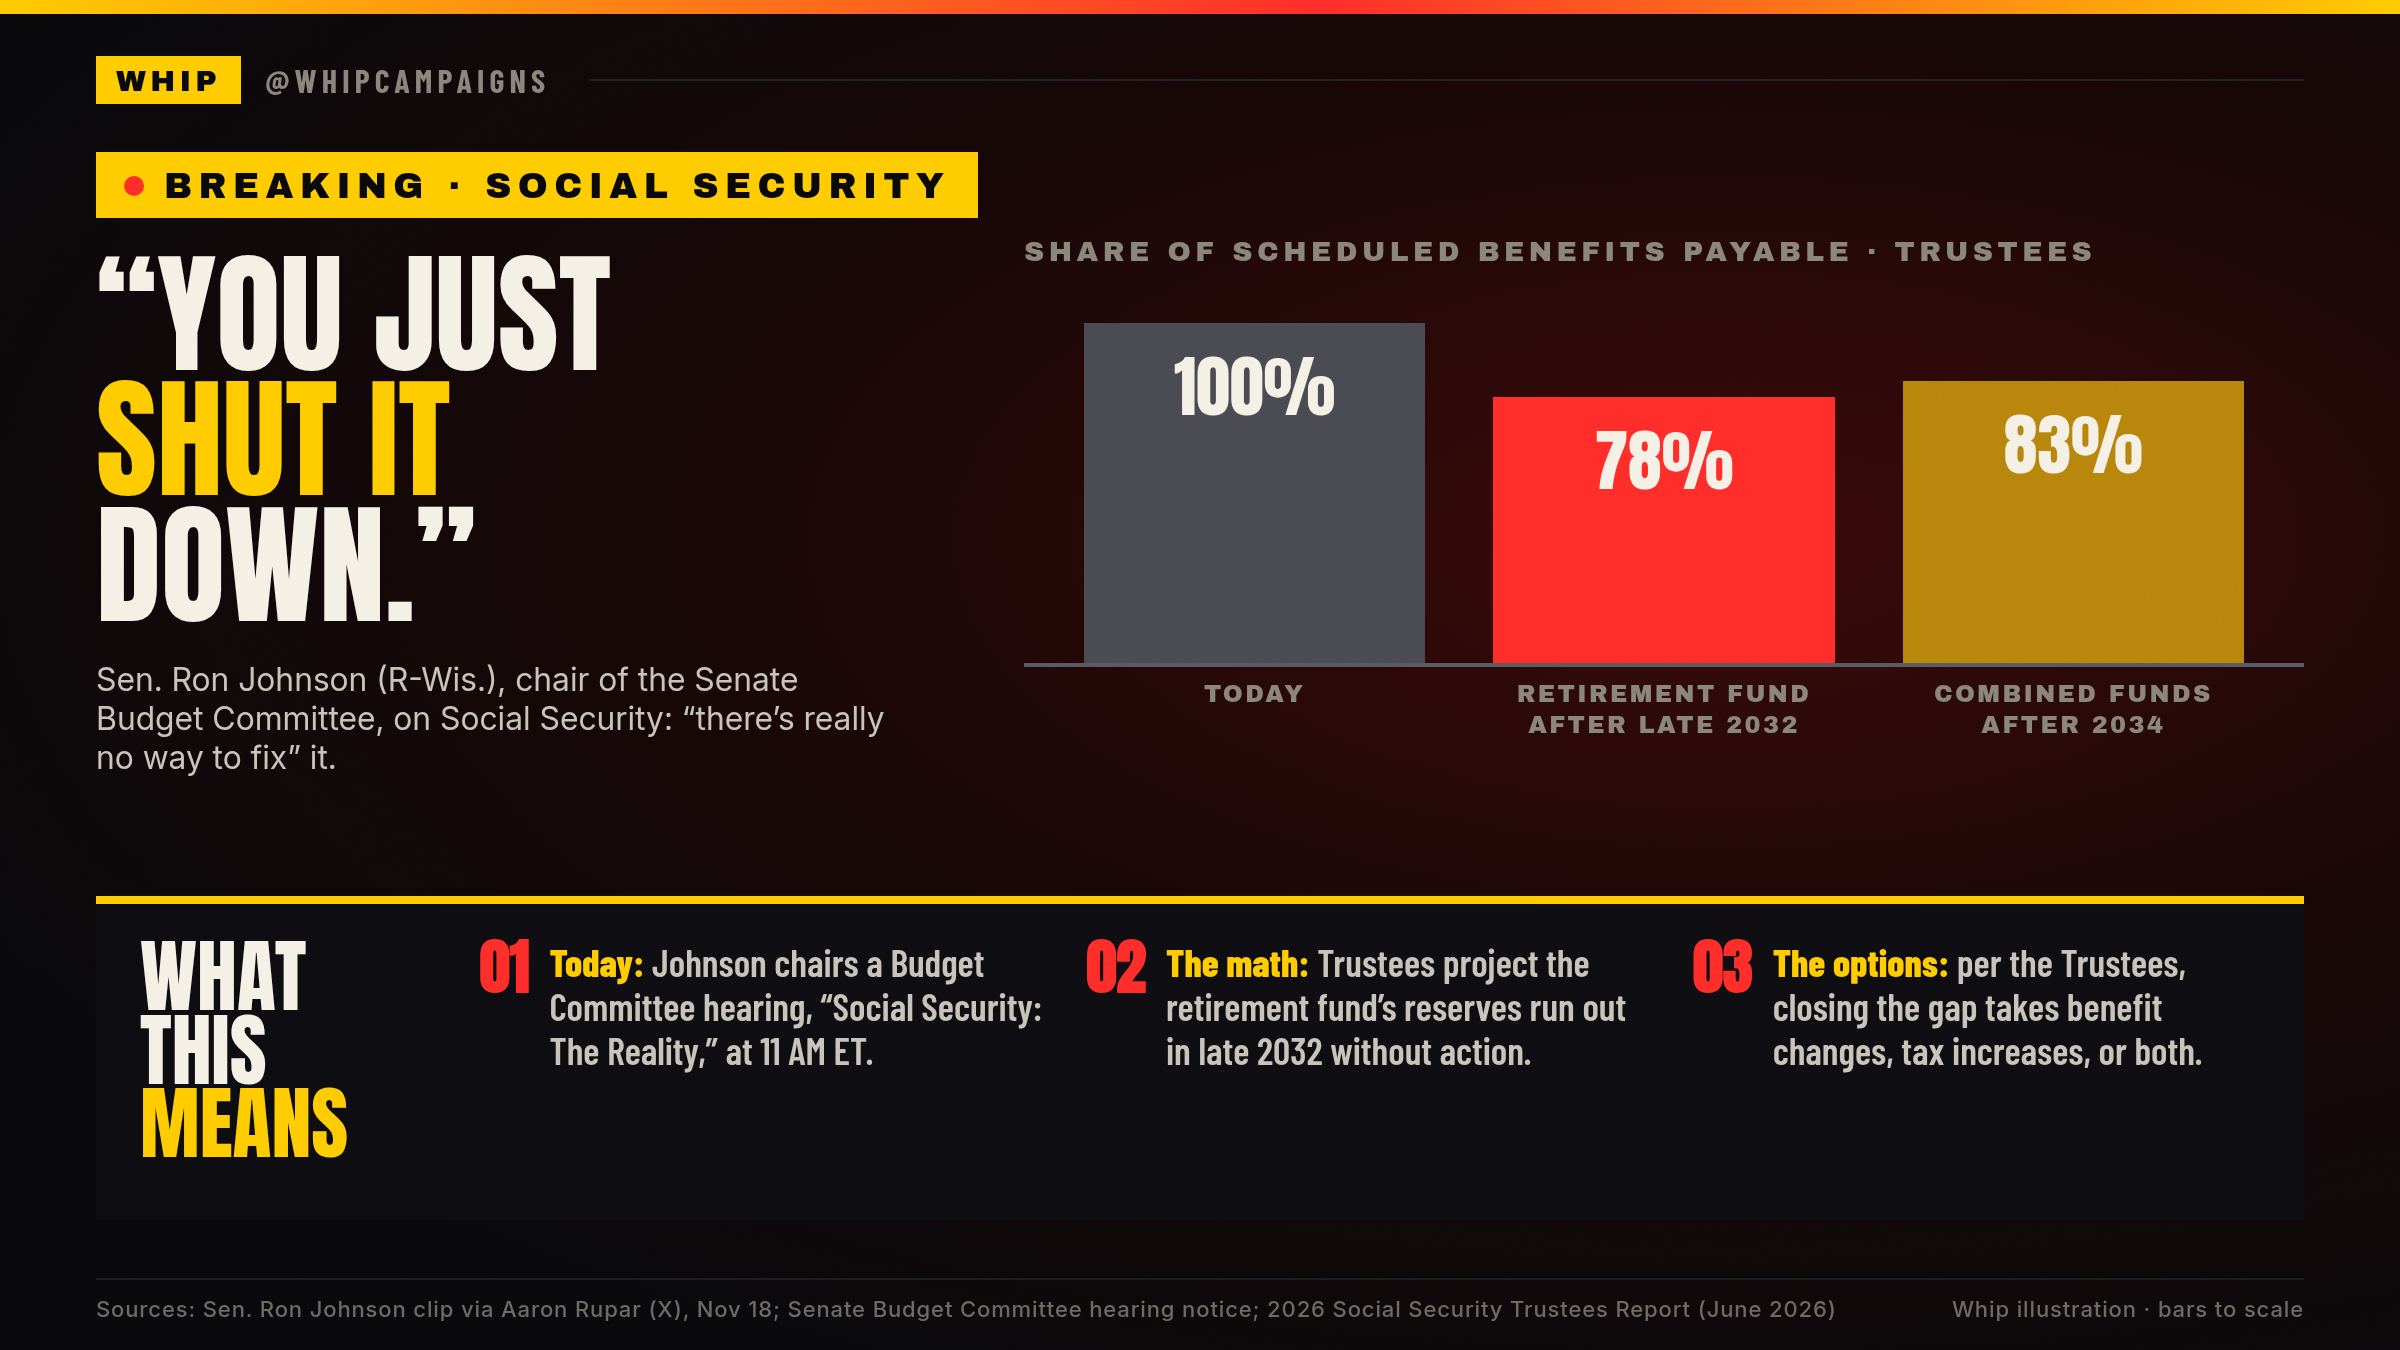 WHIP @WHIPCAMPAIGNS
BREAKING · SOCIAL SECURITY
“YOU JUST
SHUT IT
DOWN.”
Sen. Ron Johnson (R-Wis.), chair of the Senate
Budget Committee, on Social Security: “there’s really
no way to fix” it.
SHARE OF SCHEDULED BENEFITS PAYABLE · TRUSTEES
100%
78%
83%
TODAY
RETIREMENT FUND
AFTER LATE 2032
COMBINED FUNDS
AFTER 2034
WHAT
THIS
MEANS
01
Today: Johnson chairs a Budget
Committee hearing, “Social Security:
The Reality,” at 11 AM ET.
02
The math: Trustees project the
retirement fund’s reserves run out
in late 2032 without action.
03
The options: per the Trustees,
closing the gap takes benefit
changes, tax increases, or both.
Sources: Sen. Ron Johnson clip via Aaron Rupar (X), Nov 18; Senate Budget Committee hearing notice; 2026 Social Security Trustees Report (June 2026)
Whip illustration · bars to scale